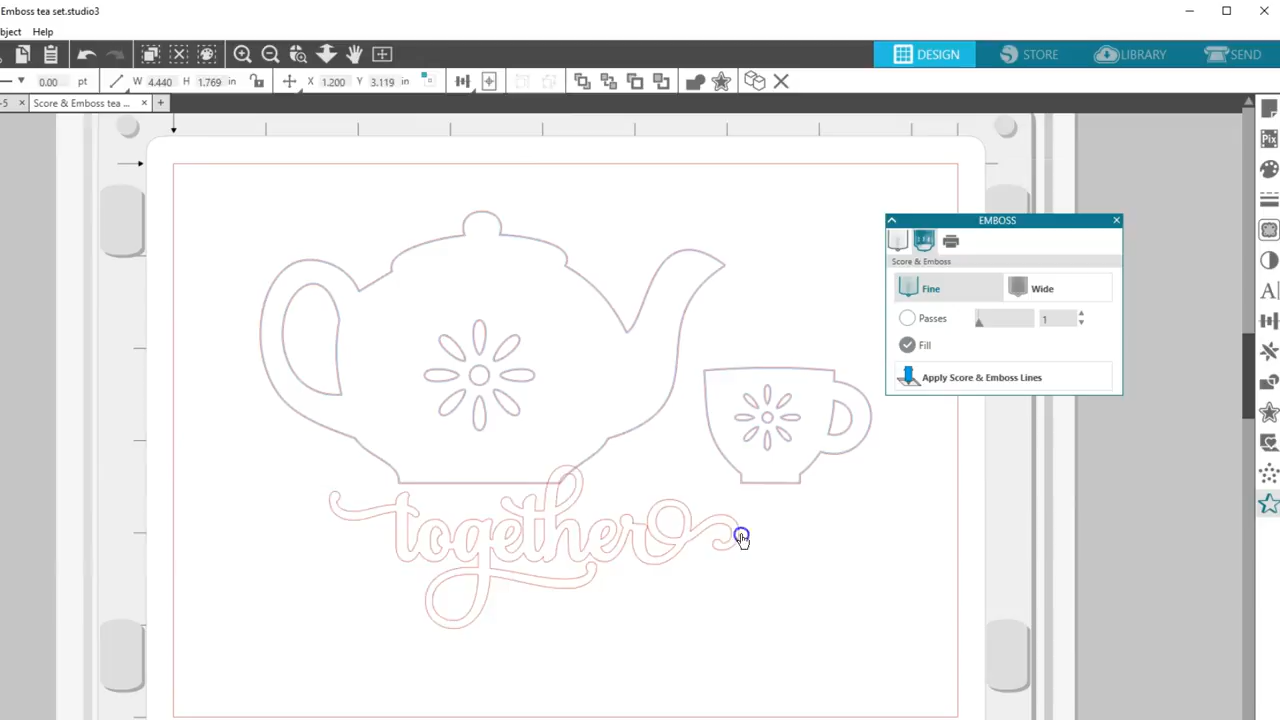 Emboss tea set.studio3
bject Help
DESIGN STORE LIBRARY SEND
0.00 pt W 4.440 H 1.769 in X 1.200 Y 3.119 in
-5 × Score & Emboss tea ... × +
EMBOSS
Score & Emboss
Fine Wide
Passes 1
Fill
Apply Score & Emboss Lines
Pix
A
together